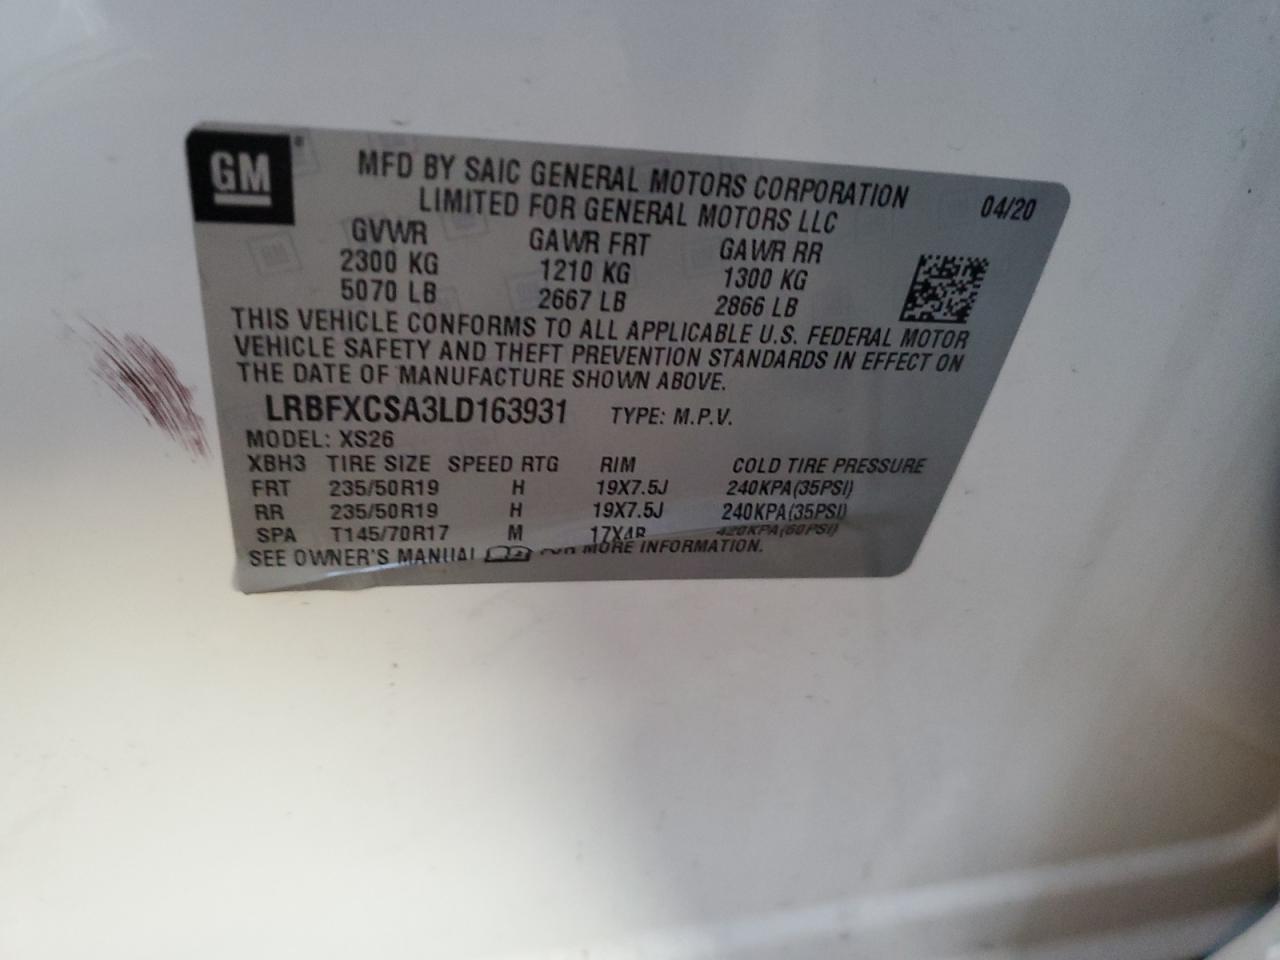 GM
MFD BY SAIC GENERAL MOTORS CORPORATION
LIMITED FOR GENERAL MOTORS LLC
04/20
GVWR GAWR FRT GAWR RR
2300 KG 1210 KG 1300 KG
5070 LB 2667 LB 2866 LB
THIS VEHICLE CONFORMS TO ALL APPLICABLE U.S. FEDERAL MOTOR
VEHICLE SAFETY AND THEFT PREVENTION STANDARDS IN EFFECT ON
THE DATE OF MANUFACTURE SHOWN ABOVE.
LRBFXCSA3LD163931 TYPE: M.P.V.
MODEL: XS26
XBH3 TIRE SIZE SPEED RTG RIM COLD TIRE PRESSURE
FRT 235/50R19 H 19X7.5J 240KPA(35PSI)
RR 235/50R19 H 19X7.5J 240KPA(35PSI)
SPA T145/70R17 M 17X4B 420KPA(60PSI)
SEE OWNER'S MANUAL FOR MORE INFORMATION.